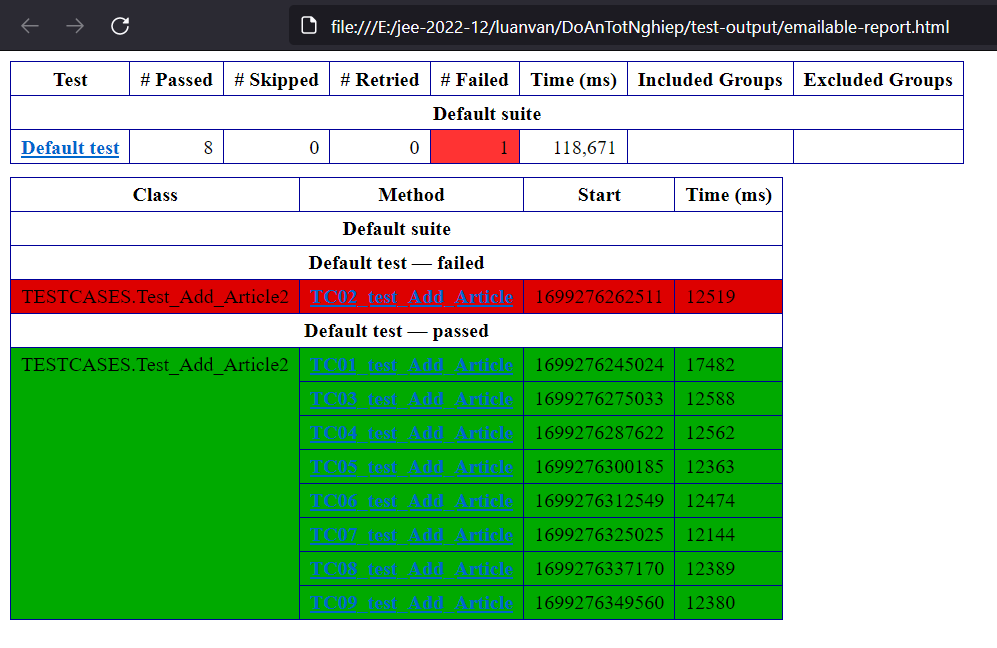 file:///E:/jee-2022-12/luanvan/DoAnTotNghiep/test-output/emailable-report.html
Test # Passed # Skipped # Retried # Failed Time (ms) Included Groups Excluded Groups
Default suite
Default test 8 0 0 1 118,671
Class Method Start Time (ms)
Default suite
Default test — failed
TESTCASES.Test_Add_Article2 TC02_test_Add_Article 1699276262511 12519
Default test — passed
TESTCASES.Test_Add_Article2 TC01_test_Add_Article 1699276245024 17482
TC03_test_Add_Article 1699276275033 12588
TC04_test_Add_Article 1699276287622 12562
TC05_test_Add_Article 1699276300185 12363
TC06_test_Add_Article 1699276312549 12474
TC07_test_Add_Article 1699276325025 12144
TC08_test_Add_Article 1699276337170 12389
TC09_test_Add_Article 1699276349560 12380